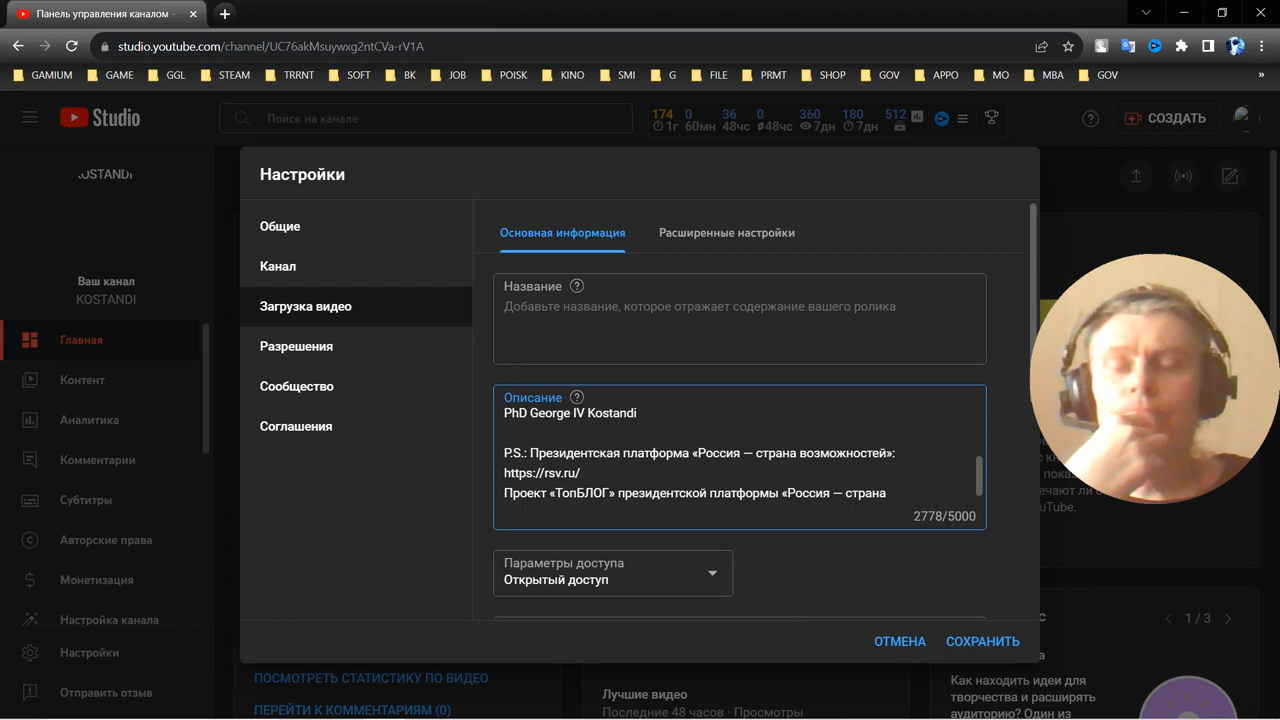 Панель управления каналом -
studio.youtube.com/channel/UC76akMsuywxg2ntCVa-rV1A
GAMIUM GAME GGL STEAM TRRNT SOFT BK JOB POISK KINO SMI G FILE PRMT SHOP GOV APPO MO MBA GOV »
Studio
Поиск на канале
174 0 36 0 360 180 512
1г 60мн 48чс 48чс 7дн 7дн
СОЗДАТЬ
KOSTANDI
Ваш канал
KOSTANDI
Главная
Контент
Аналитика
Комментарии
Субтитры
Авторские права
Монетизация
Настройка канала
Настройки
Отправить отзыв
Настройки
Общие
Канал
Загрузка видео
Разрешения
Сообщество
Соглашения
Основная информация Расширенные настройки
Название
Добавьте название, которое отражает содержание вашего ролика
Описание
PhD George IV Kostandi
P.S.: Президентская платформа «Россия — страна возможностей»:
https://rsv.ru/
Проект «ТопБЛОГ» президентской платформы «Россия — страна
2778/5000
Параметры доступа
Открытый доступ
ОТМЕНА СОХРАНИТЬ
ПОСМОТРЕТЬ СТАТИСТИКУ ПО ВИДЕО
ПЕРЕЙТИ К КОММЕНТАРИЯМ (0)
Лучшие видео
Последние 48 часов · Просмотры
1 / 3
Как находить идеи для
творчества и расширять
аудиторию? Один из